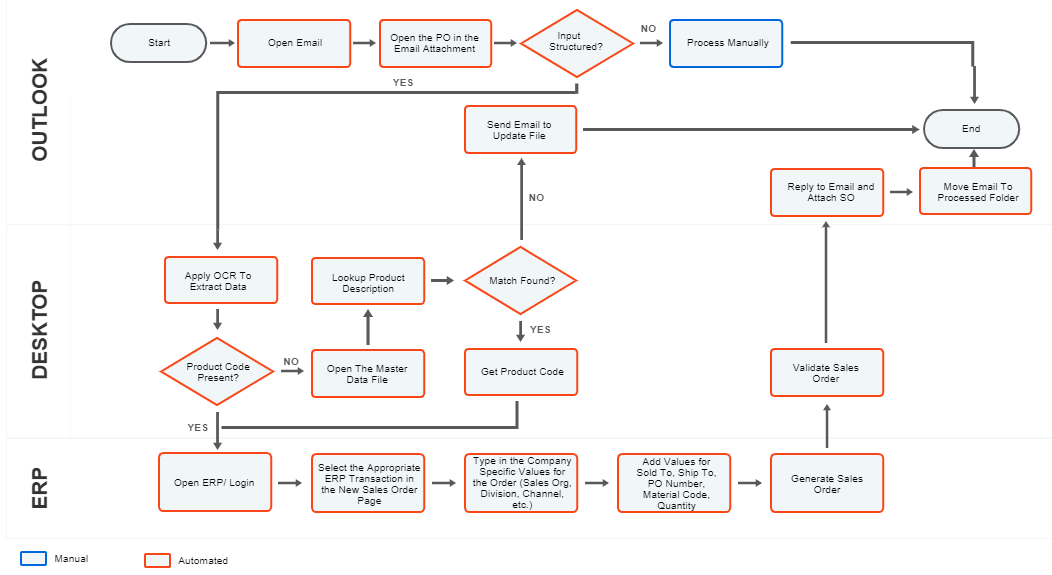 OUTLOOK
Start
Open Email
Open the PO in the
Email Attachment
Input
Structured?
NO
Process Manually
YES
Send Email to
Update File
End
NO
Reply to Email and
Attach SO
Move Email To
Processed Folder
DESKTOP
Apply OCR To
Extract Data
Lookup Product
Description
Match Found?
YES
Product Code
Present?
NO
Open The Master
Data File
Get Product Code
Validate Sales
Order
YES
ERP
Open ERP/ Login
Select the Appropriate
ERP Transaction in
the New Sales Order
Page
Type in the Company
Specific Values for
the Order (Sales Org,
Division, Channel,
etc.)
Add Values for
Sold To, Ship To,
PO Number,
Material Code,
Quantity
Generate Sales
Order
Manual
Automated